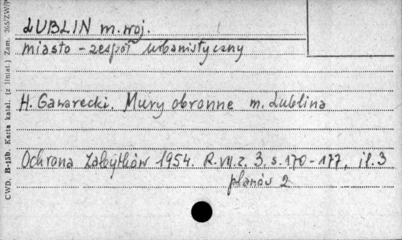 LUBLIN m. woj.
miasto - zespół urbanistyczny
H. Gawarecki. Mury obronne m. Lublina
Ochrona Zabytków 1954. R. VII. z. 3. s. 170-177, il. 3
planów 2
CWD. B-15b. Karta katal. (z liniat.) Zam.